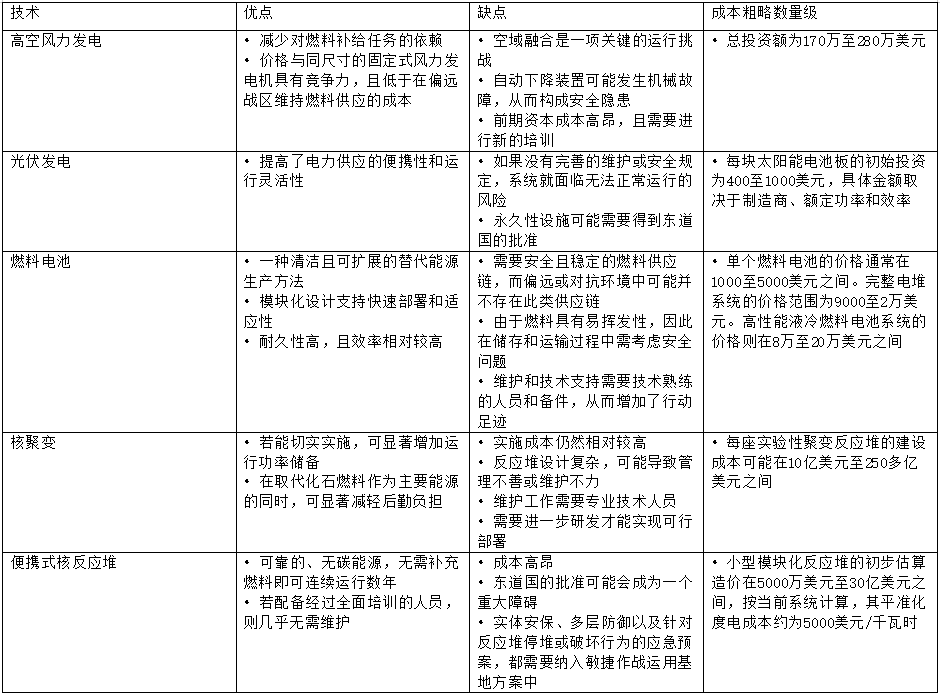 技术
优点
缺点
成本粗略数量级
高空风力发电
• 减少对燃料补给任务的依赖
• 价格与同尺寸的固定式风力发
电机具有竞争力，且低于在偏远
战区维持燃料供应的成本
• 空域融合是一项关键的运行挑
战
• 自动下降装置可能发生机械故
障，从而构成安全隐患
• 前期资本成本高昂，且需要进
行新的培训
• 总投资额为170万至280万美元
光伏发电
• 提高了电力供应的便携性和运
行灵活性
• 如果没有完善的维护或安全规
定，系统就面临无法正常运行的
风险
• 永久性设施可能需要得到东道
国的批准
• 每块太阳能电池板的初始投资
为400至1000美元，具体金额取
决于制造商、额定功率和效率
燃料电池
• 一种清洁且可扩展的替代能源
生产方法
• 模块化设计支持快速部署和适
应性
• 耐久性高，且效率相对较高
• 需要安全且稳定的燃料供应
链，而偏远或对抗环境中可能并
不存在此类供应链
• 由于燃料具有易挥发性，因此
在储存和运输过程中需考虑安全
问题
• 维护和技术支持需要技术熟练
的人员和备件，从而增加了行动
足迹
• 单个燃料电池的价格通常在
1000至5000美元之间。完整电堆
系统的价格范围为9000至2万美
元。高性能液冷燃料电池系统的
价格则在8万至20万美元之间
核聚变
• 若能切实实施，可显著增加运
行功率储备
• 在取代化石燃料作为主要能源
的同时，可显著减轻后勤负担
• 实施成本仍然相对较高
• 反应堆设计复杂，可能导致管
理不善或维护不力
• 维护工作需要专业技术人员
• 需要进一步研发才能实现可行
部署
• 每座实验性聚变反应堆的建设
成本可能在10亿美元至250多亿
美元之间
便携式核反应堆
• 可靠的、无碳能源，无需补充
燃料即可连续运行数年
• 若配备经过全面培训的人员，
则几乎无需维护
• 成本高昂
• 东道国的批准可能会成为一个
重大障碍
• 实体安保、多层防御以及针对
反应堆停堆或破坏行为的应急预
案，都需要纳入敏捷作战运用基
地方案中
• 小型模块化反应堆的初步估算
造价在5000万美元至30亿美元之
间，按当前系统计算，其平准化
度电成本约为5000美元/千瓦时